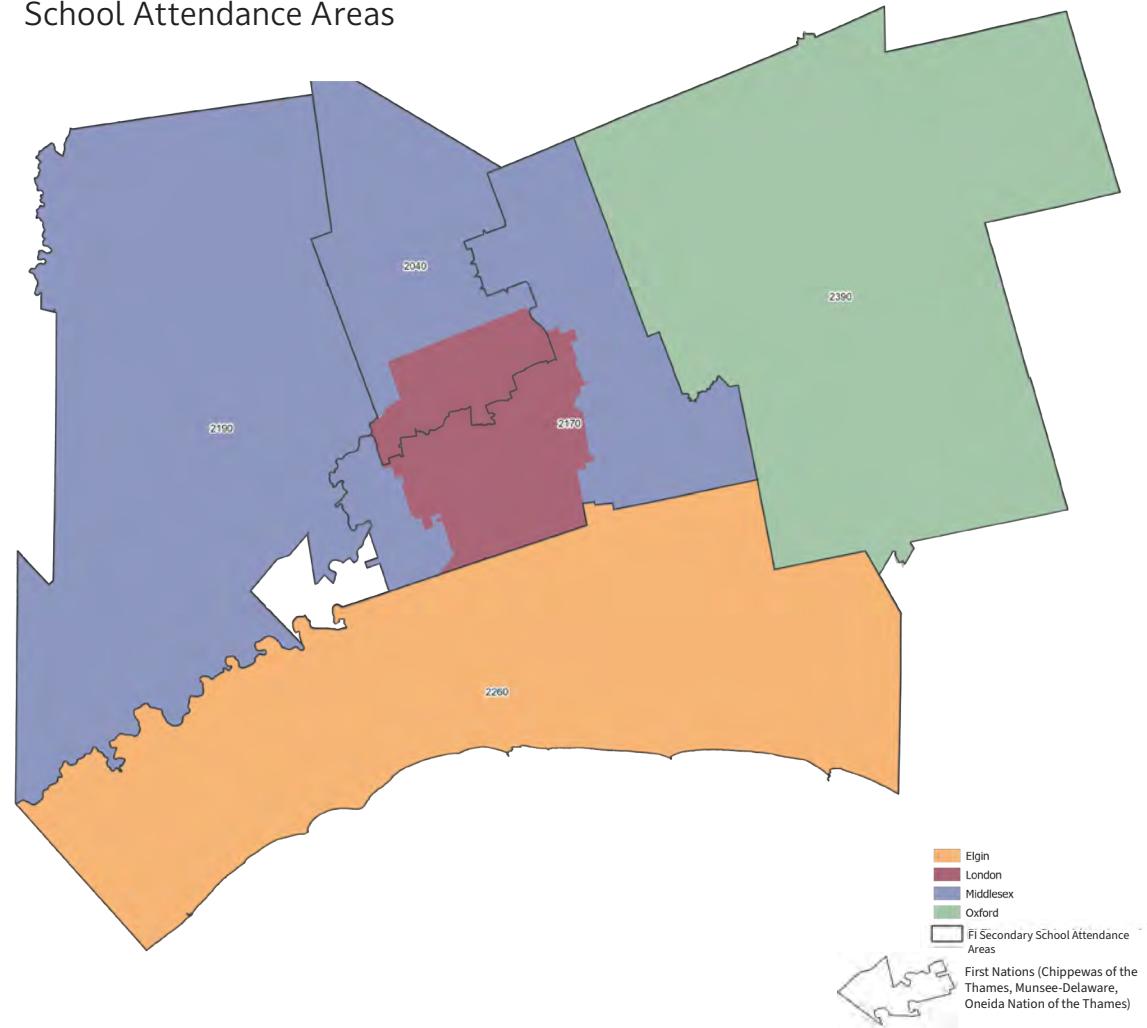 School Attendance Areas
2040
2390
2190
2170
2260
Elgin
London
Middlesex
Oxford
FI Secondary School Attendance
Areas
First Nations (Chippewas of the
Thames, Munsee-Delaware,
Oneida Nation of the Thames)